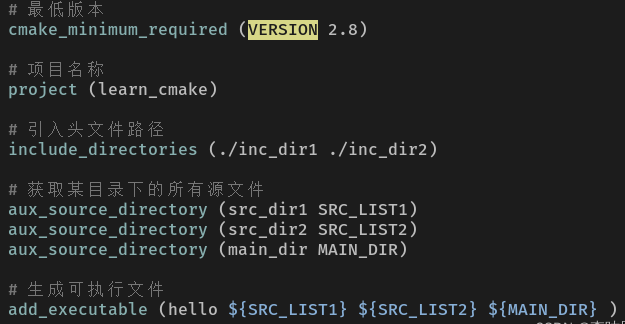 # 最低版本
cmake_minimum_required (VERSION 2.8)
# 项目名称
project (learn_cmake)
# 引入头文件路径
include_directories (./inc_dir1 ./inc_dir2)
# 获取某目录下的所有源文件
aux_source_directory (src_dir1 SRC_LIST1)
aux_source_directory (src_dir2 SRC_LIST2)
aux_source_directory (main_dir MAIN_DIR)
# 生成可执行文件
add_executable (hello ${SRC_LIST1} ${SRC_LIST2} ${MAIN_DIR} )